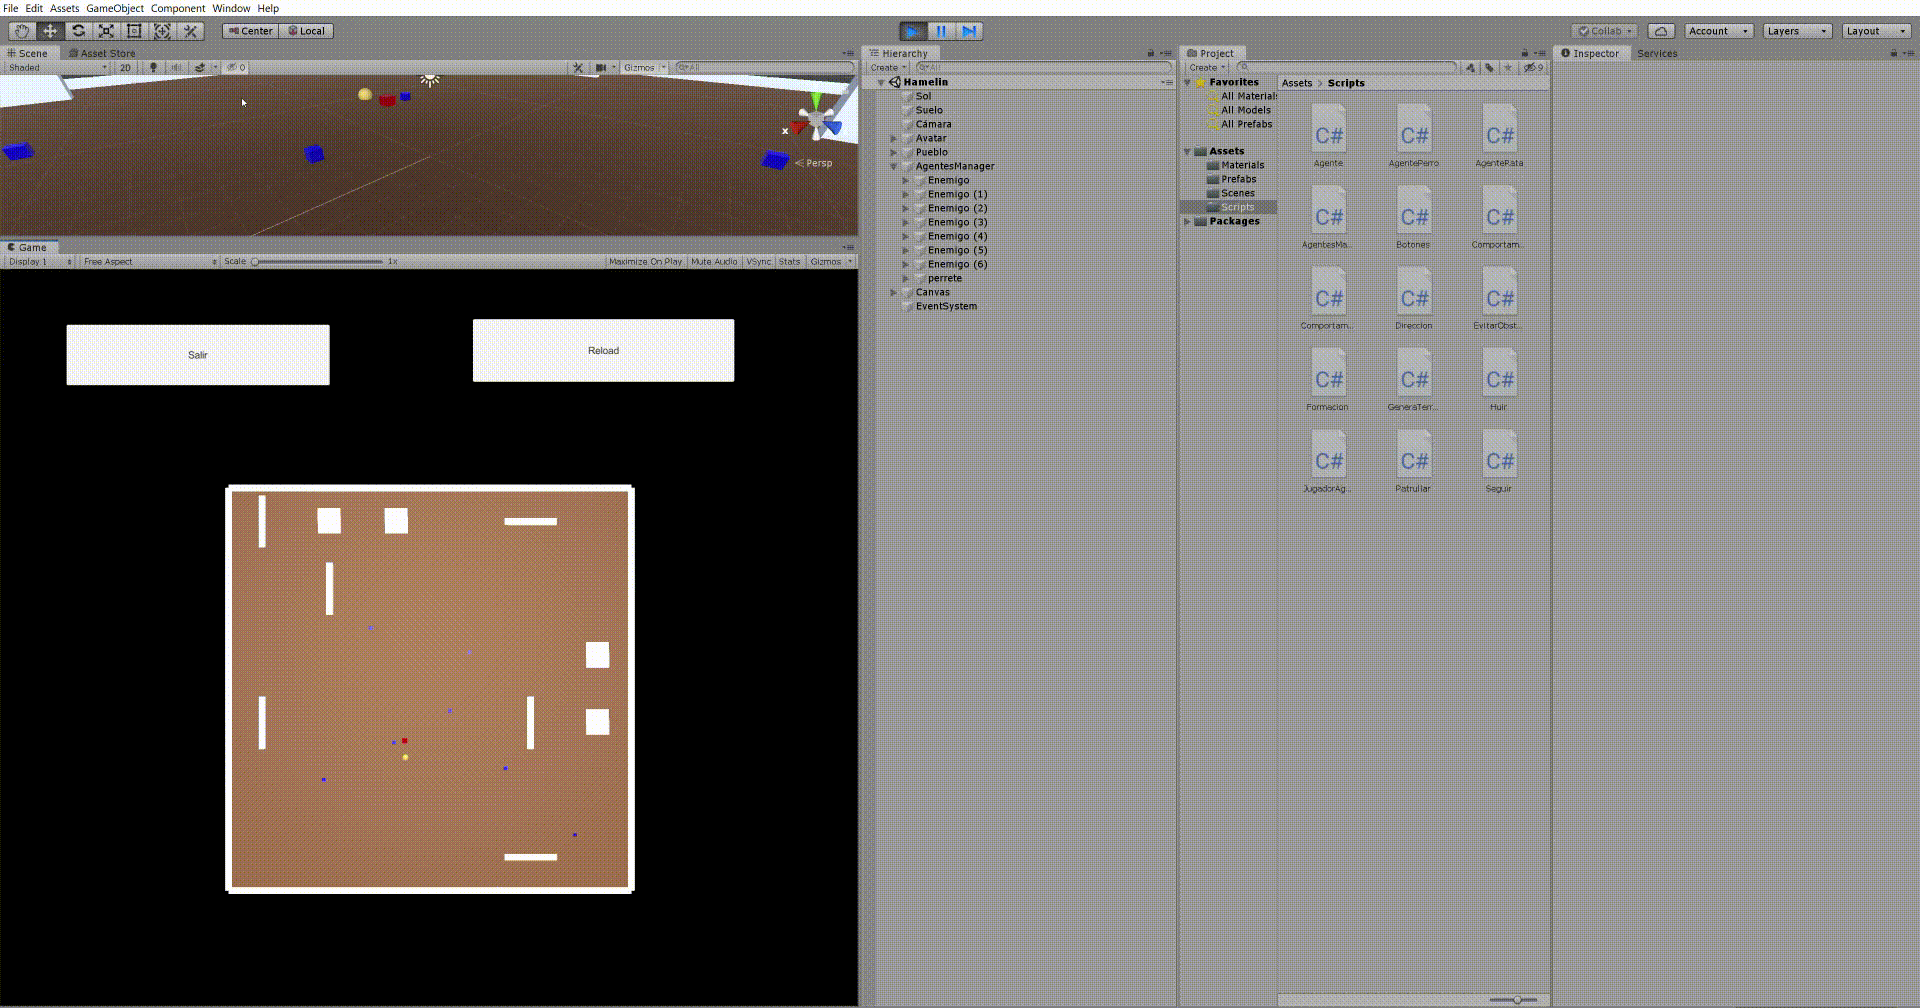 File Edit Assets GameObject Component Window Help
Center Local
Collab Account Layers Layout
Scene Asset Store
Shaded 2D 0 Gizmos All
x
Persp
Game
Display 1 Free Aspect Scale 1x Maximize On Play Mute Audio VSync Stats Gizmos
Salir
Reload
Hierarchy
Create All
Hamelin
Sol
Suelo
Cámara
Avatar
Pueblo
AgentesManager
Enemigo
Enemigo (1)
Enemigo (2)
Enemigo (3)
Enemigo (4)
Enemigo (5)
Enemigo (6)
perrete
Canvas
EventSystem
Project
Create 9
Favorites
All Materials
All Models
All Prefabs
Assets
Materials
Prefabs
Scenes
Scripts
Packages
Assets > Scripts
C# C# C#
Agente AgentePerro AgenteRata
C# C# C#
AgentesMa... Botones Comportam...
C# C# C#
Comportam... Direccion EvitarObst...
C# C# C#
Formacion GeneraTerr... Huir
C# C# C#
JugadorAg... Patrullar Seguir
Inspector Services